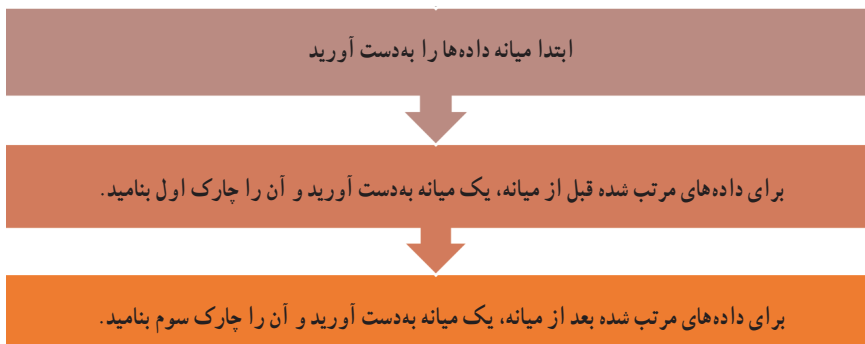 ابتدا میانه داده‌ها را به‌دست آورید
برای داده‌های مرتب شده قبل از میانه، یک میانه به‌دست آورید و آن را چارک اول بنامید.
برای داده‌های مرتب شده بعد از میانه، یک میانه به‌دست آورید و آن را چارک سوم بنامید.